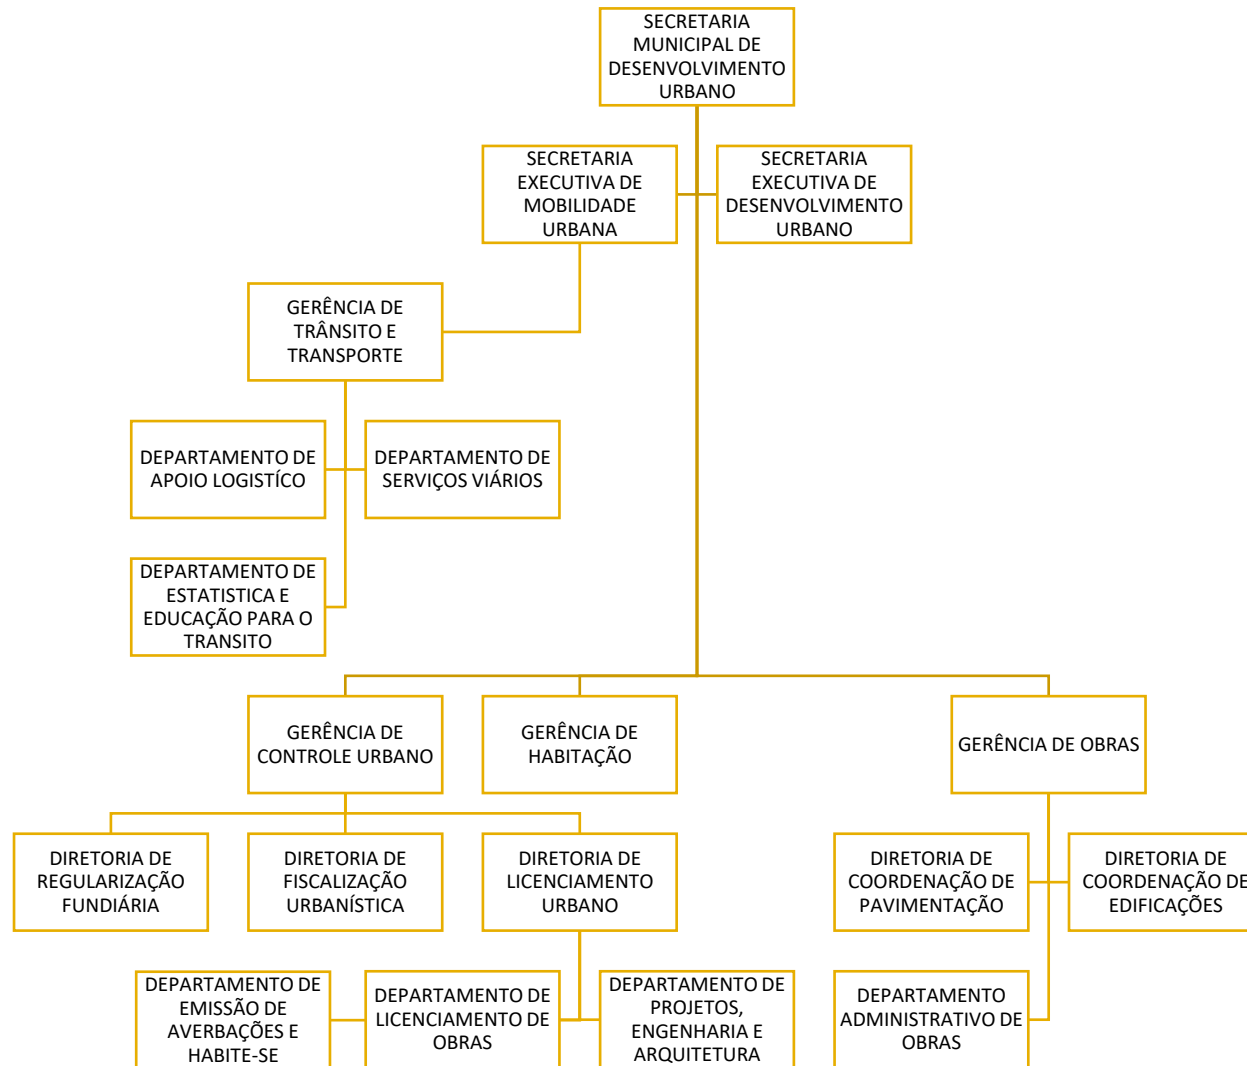 SECRETARIA
MUNICIPAL DE
DESENVOLVIMENTO
URBANO
SECRETARIA
EXECUTIVA DE
MOBILIDADE
URBANA
SECRETARIA
EXECUTIVA DE
DESENVOLVIMENTO
URBANO
GERÊNCIA DE
TRÂNSITO E
TRANSPORTE
DEPARTAMENTO DE
APOIO LOGISTÍCO
DEPARTAMENTO DE
SERVIÇOS VIÁRIOS
DEPARTAMENTO DE
ESTATISTICA E
EDUCAÇÃO PARA O
TRANSITO
GERÊNCIA DE
CONTROLE URBANO
GERÊNCIA DE
HABITAÇÃO
GERÊNCIA DE OBRAS
DIRETORIA DE
REGULARIZAÇÃO
FUNDIÁRIA
DIRETORIA DE
FISCALIZAÇÃO
URBANÍSTICA
DIRETORIA DE
LICENCIAMENTO
URBANO
DIRETORIA DE
COORDENAÇÃO DE
PAVIMENTAÇÃO
DIRETORIA DE
COORDENAÇÃO DE
EDIFICAÇÕES
DEPARTAMENTO DE
EMISSÃO DE
AVERBAÇÕES E
HABITE-SE
DEPARTAMENTO DE
LICENCIAMENTO DE
OBRAS
DEPARTAMENTO DE
PROJETOS,
ENGENHARIA E
ARQUITETURA
DEPARTAMENTO
ADMINISTRATIVO DE
OBRAS